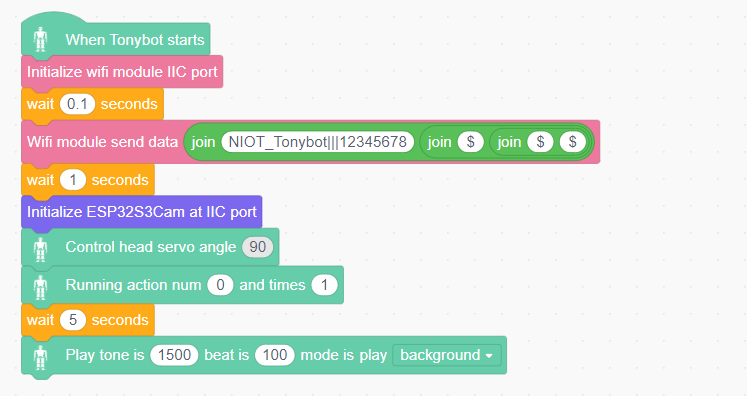 When Tonybot starts
Initialize wifi module IIC port
wait 0.1 seconds
Wifi module send data join NIOT_Tonybot|||12345678 join $ join $ $
wait 1 seconds
Initialize ESP32S3Cam at IIC port
Control head servo angle 90
Running action num 0 and times 1
wait 5 seconds
Play tone is 1500 beat is 100 mode is play background